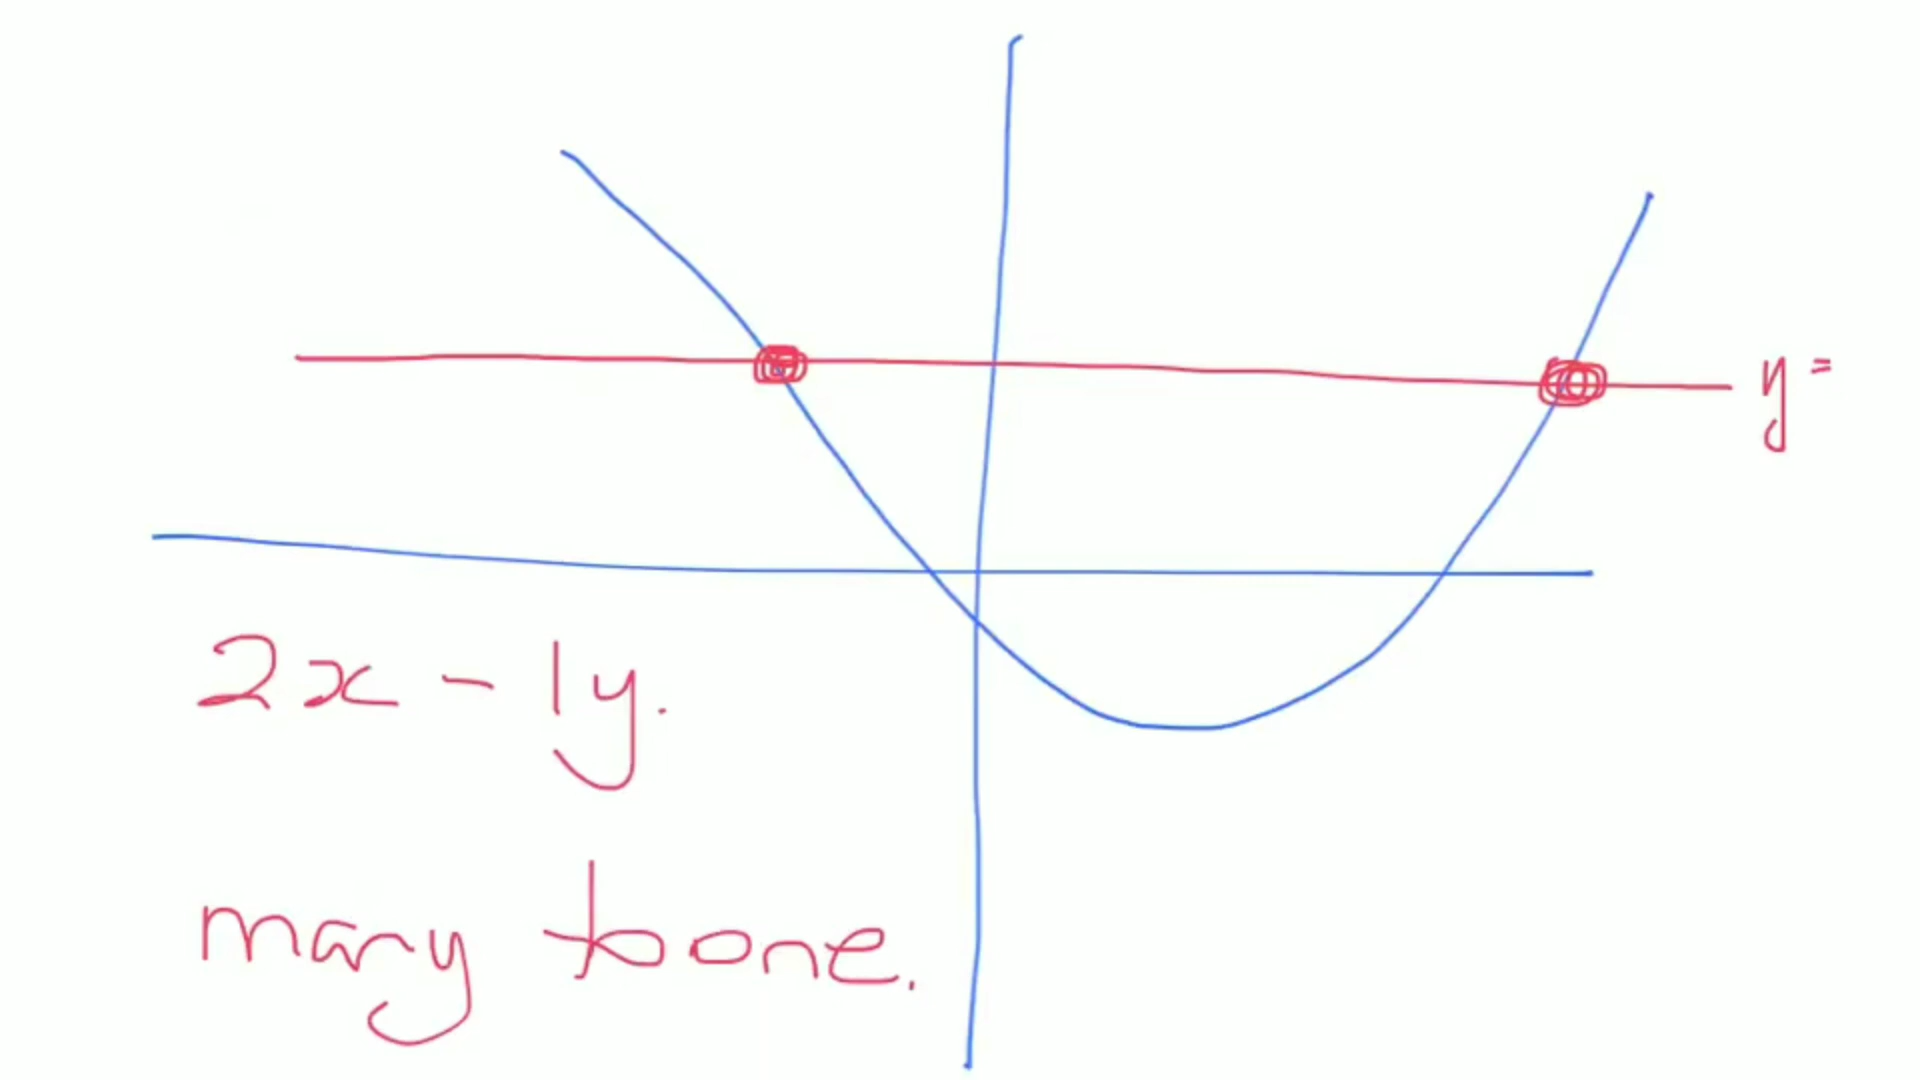 y =
2x - 1y.
many to one.